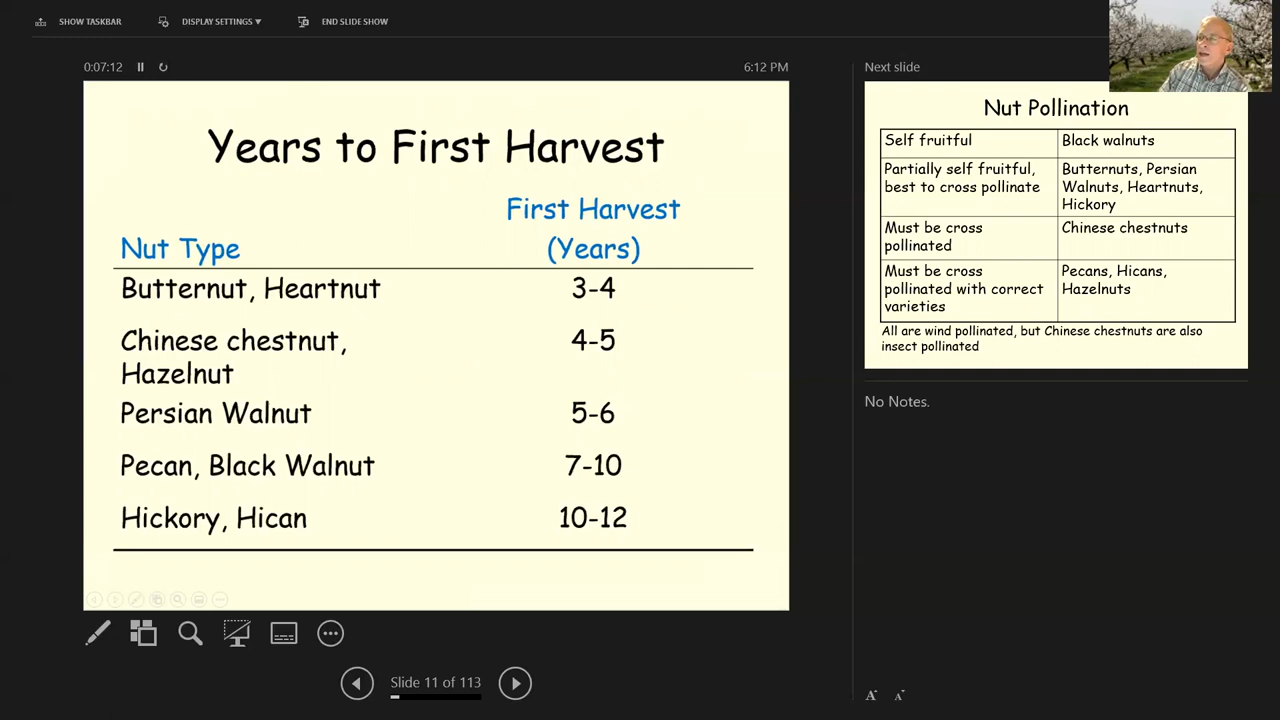 SHOW TASKBAR
DISPLAY SETTINGS ▼
END SLIDE SHOW
0:07:12
6:12 PM
Years to First Harvest
First Harvest
Nut Type (Years)
Butternut, Heartnut 3-4
Chinese chestnut, 4-5
Hazelnut
Persian Walnut 5-6
Pecan, Black Walnut 7-10
Hickory, Hican 10-12
Slide 11 of 113
Next slide
Nut Pollination
Self fruitful Black walnuts
Partially self fruitful, Butternuts, Persian
best to cross pollinate Walnuts, Heartnuts,
Hickory
Must be cross Chinese chestnuts
pollinated
Must be cross Pecans, Hicans,
pollinated with correct Hazelnuts
varieties
All are wind pollinated, but Chinese chestnuts are also
insect pollinated
No Notes.
A A